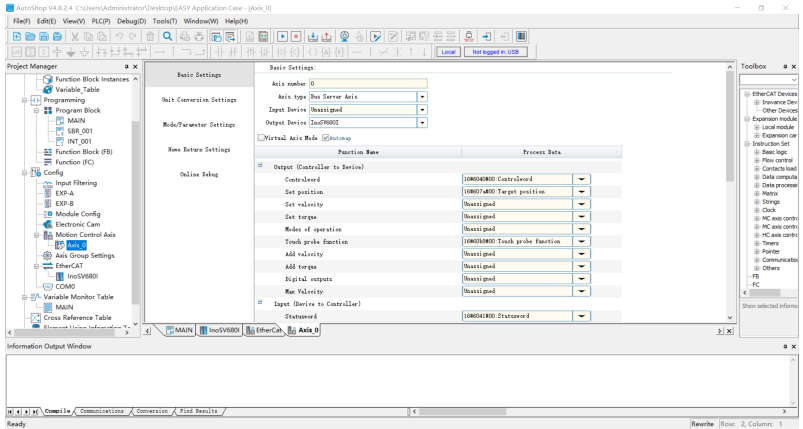 AutoShop V4.8.2.4 C:\Users\Administrator\Desktop\EASY Application Case - [Axis_0]
File(F) Edit(E) View(V) PLC(P) Debug(D) Tools(T) Window(W) Help(H)
Local Not logged in :USB
Project Manager
Function Block Instances
Variable_Table
Programming
Program Block
MAIN
SBR_001
INT_001
Function Block (FB)
Function (FC)
Config
Input Filtering
EXP-A
EXP-B
Module Config
Electronic Cam
Motion Control Axis
Axis_0
Axis Group Settings
EtherCAT
InoSV680I
COM0
Variable Monitor Table
MAIN
Cross Reference Table
Basic Settings
Unit Conversion Settings
Mode/Parameter Settings
Home Return Settings
Online Debug
Basic Settings:
Axis number 0
Axis type Bus Server Axis
Input Device Unassigned
Output Device InoSV680I
Virtual Axis Mode Automap
Function Name Process Data
Output (Controller to Device)
Controlword 16#6040#00:Controlword
Set position 16#607a#00:Target position
Set velocity Unassigned
Set torque Unassigned
Modes of operation Unassigned
Touch probe function 16#60b8#00:Touch probe function
Add velocity Unassigned
Add torque Unassigned
Digital outputs Unassigned
Max Velocity Unassigned
Input (Device to Controller)
Statusword 16#6041#00:Statusword
MAIN InoSV680I EtherCat Axis_0
Toolbox
EtherCAT Devices
Inovance Dev
Other Devices
Expansion module
Local module
Expansion car
Instruction Set
Basic logic
Flow control
Contacts load
Data computa
Data processin
Matrix
Strings
Clock
MC axis contro
MC axis contro
HC axis contro
Timers
Pointer
Communication
Others
FB
FC
Show selected informa
Information Output Window
Compile Communications Conversion Find Results
Ready
Rewrite Row: 2, Column: 1